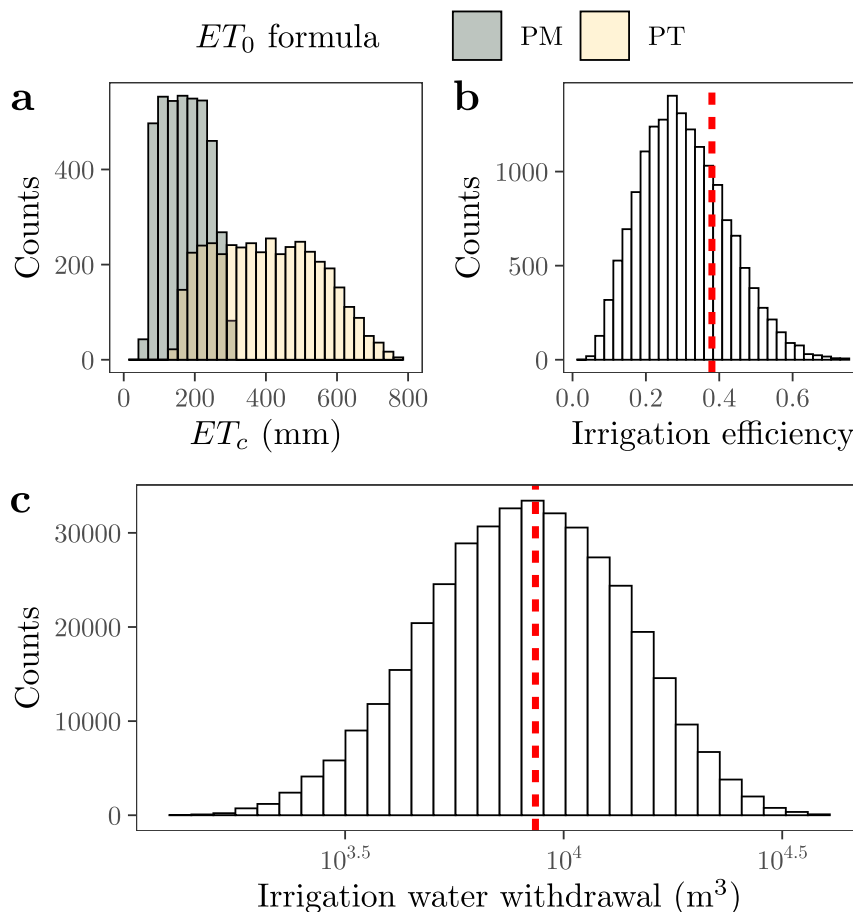 ET₀ formula PM PT
a
Counts
400
200
0
0 200 400 600 800
ETc (mm)
b
Counts
1000
500
0
0.0 0.2 0.4 0.6
Irrigation efficiency
c
Counts
30000
20000
10000
0
10^3.5 10^4 10^4.5
Irrigation water withdrawal (m³)